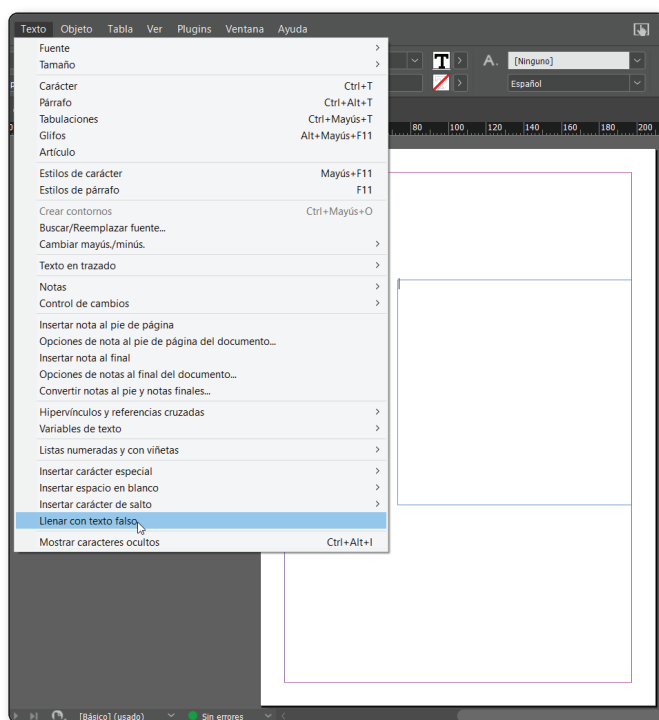 Texto Objeto Tabla Ver Plugins Ventana Ayuda
T A. [Ninguno]
Español
80 100 120 140 160 180 200
Fuente
Tamaño
Carácter Ctrl+T
Párrafo Ctrl+Alt+T
Tabulaciones Ctrl+Mayús+T
Glifos Alt+Mayús+F11
Artículo
Estilos de carácter Mayús+F11
Estilos de párrafo F11
Crear contornos Ctrl+Mayús+O
Buscar/Reemplazar fuente...
Cambiar mayús./minús.
Texto en trazado
Notas
Control de cambios
Insertar nota al pie de página
Opciones de nota al pie de página del documento...
Insertar nota al final
Opciones de notas al final del documento...
Convertir notas al pie y notas finales...
Hipervínculos y referencias cruzadas
Variables de texto
Listas numeradas y con viñetas
Insertar carácter especial
Insertar espacio en blanco
Insertar carácter de salto
Llenar con texto falso
Mostrar caracteres ocultos Ctrl+Alt+I
[Básico] (usado) Sin errores